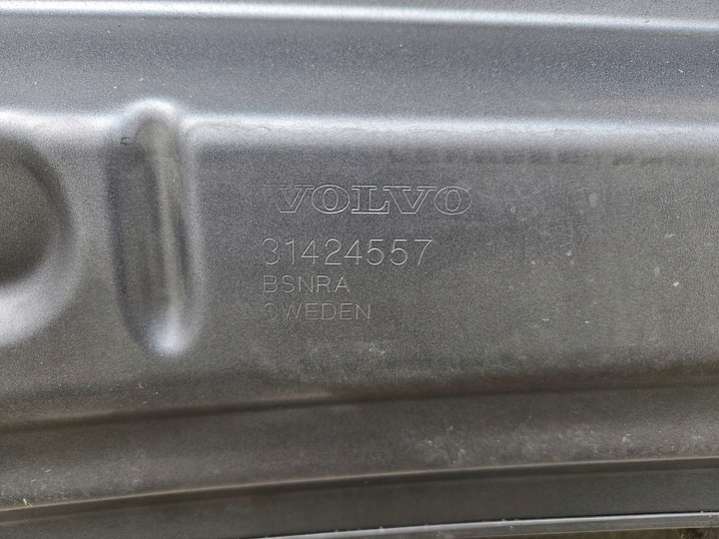 VOLVO
31424557
BSNRA
SWEDEN